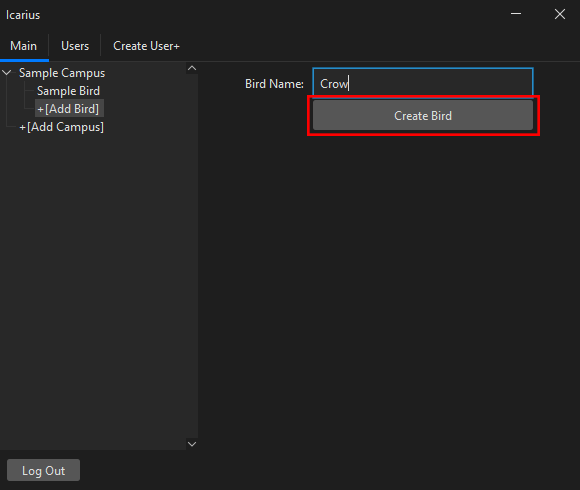 Icarius
Main Users Create User+
Sample Campus
Sample Bird
+[Add Bird]
+[Add Campus]
Bird Name: Crow
Create Bird
Log Out